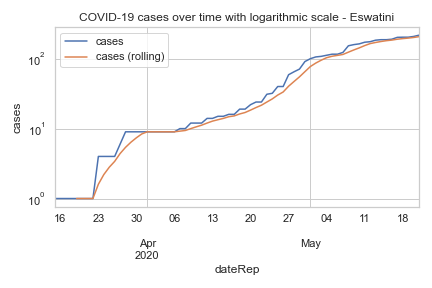 COVID-19 cases over time with logarithmic scale - Eswatini
cases
cases (rolling)
10²
10¹
10⁰
cases
16 23 30 06 13 20 27 04 11 18
Apr May
2020
dateRep